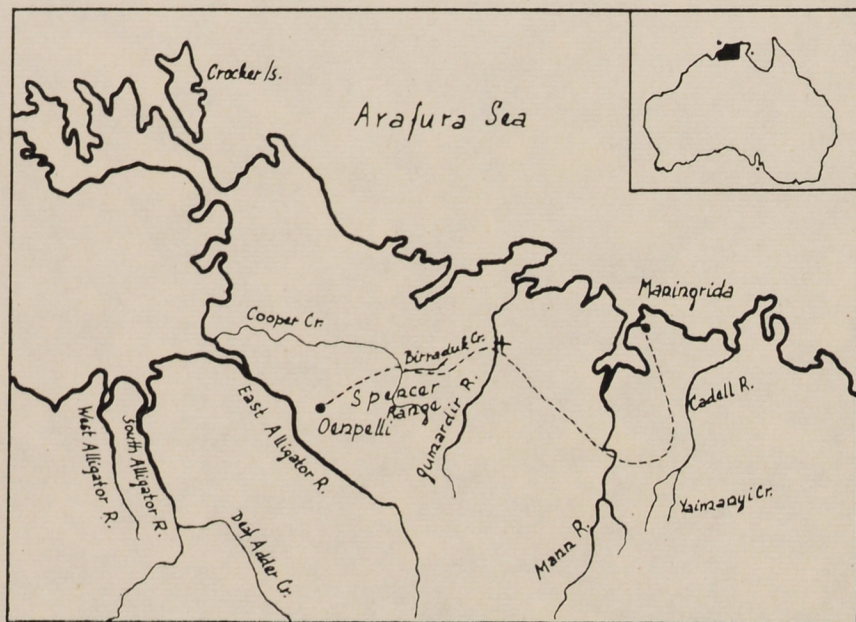 Crocker Is.
Arafura Sea
Maningrida
Cooper Cr.
Birraduk Cr.
Spencer
Range
Oenpelli
East Alligator R.
Gumardir R.
Cadell R.
West Alligator R.
South Alligator R.
Deaf Adder Cr.
Mann R.
Yaimanyi Cr.